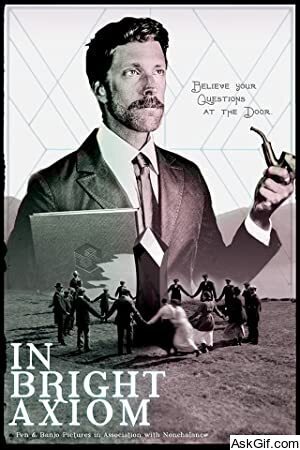 Believe your
Questions
at the Door.
IN
BRIGHT
AXIOM
Pen & Banjo Pictures in Association with Nonchalance
AskGif.com